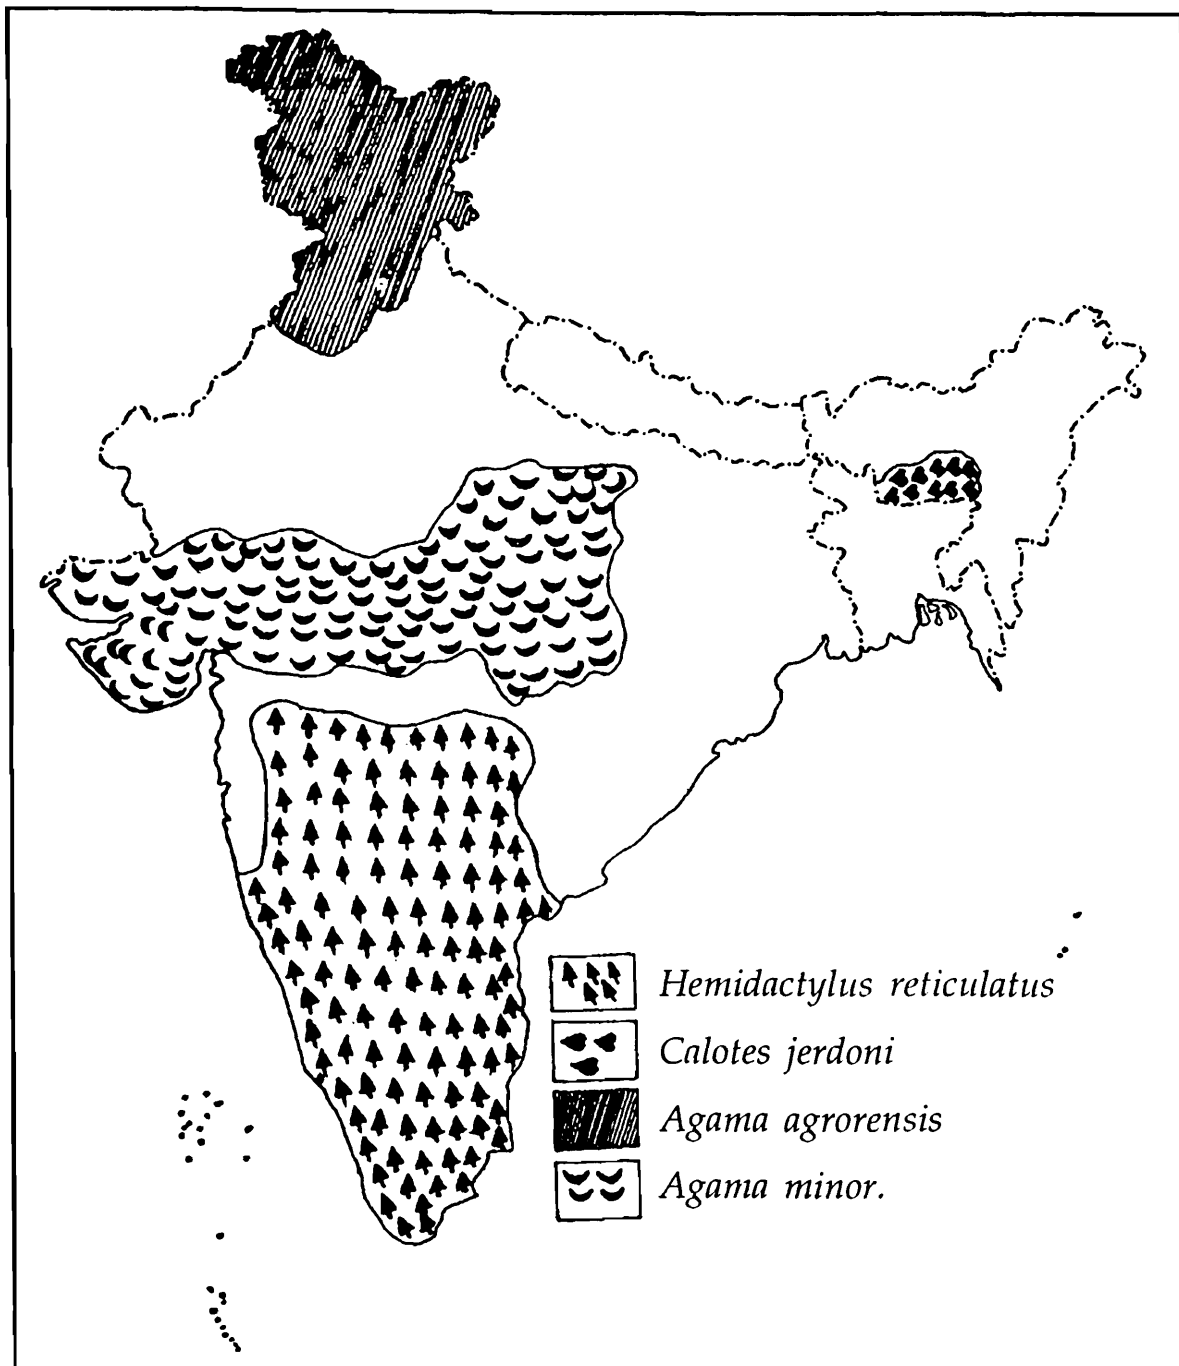 Hemidactylus reticulatus
Calotes jerdoni
Agama agrorensis
Agama minor.